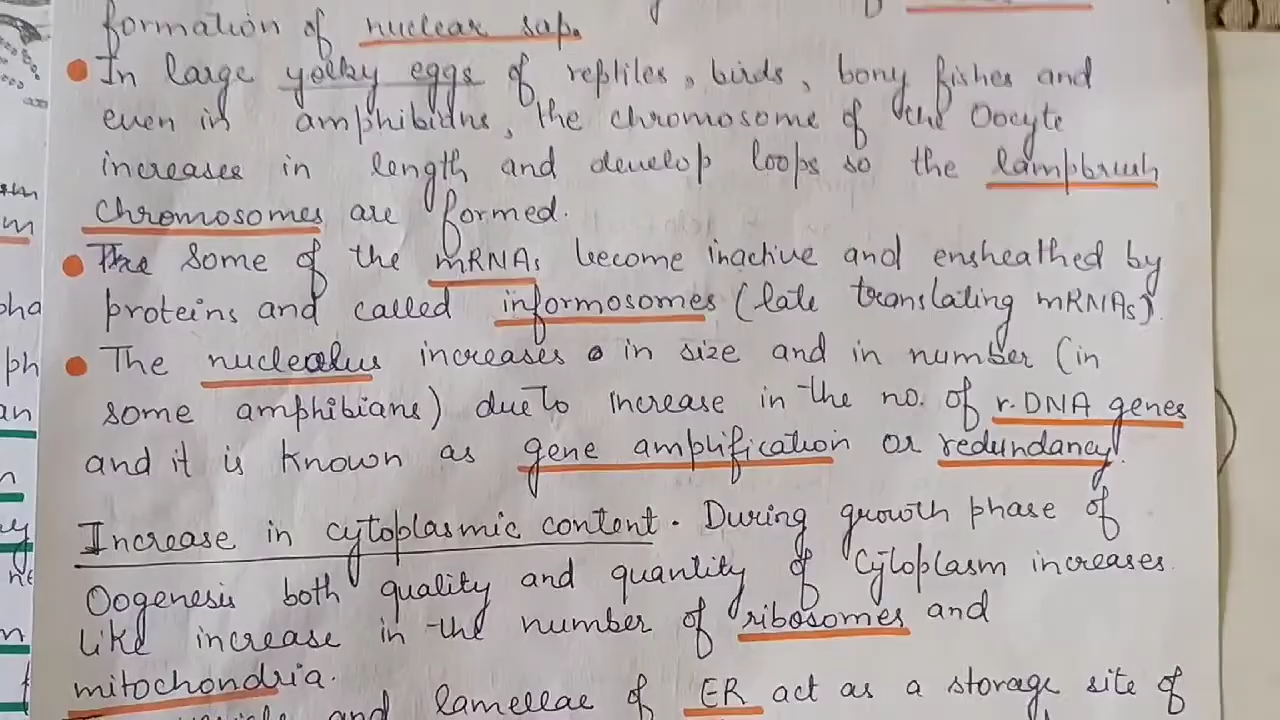 formation of nuclear sap.
• In large yolky eggs of reptiles, birds, bony fishes and
even in amphibians, the chromosome of the Oocyte
increases in length and develop loops so the lampbrush
chromosomes are formed.
• The Some of the mRNAs become inactive and ensheathed by
proteins and called informosomes (late translating mRNAs).
• The nucleolus increases in size and in number (in
some amphibians) due to increase in the no. of r.DNA genes
and it is known as gene amplification or redundancy.
Increase in cytoplasmic content. During growth phase of
Oogenesis both quality and quantity of Cytoplasm increases.
like increase in the number of ribosomes and
mitochondria.
and lamellae of ER act as a storage site of